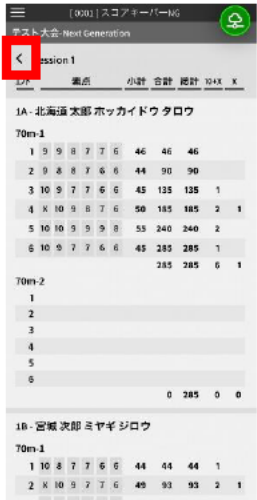 [0001] スコアキーパーNG
テスト大会-Next Generation
ession 1
エンド 素点 小計 合計 総計 10+X X
1A - 北海道 太郎 ホッカイドウ タロウ
70m-1
1 9 9 8 7 7 6 46 46 46
2 9 8 8 7 6 6 44 90 90
3 10 9 7 7 6 6 45 135 135 1
4 X 10 9 8 7 6 50 185 185 2 1
5 10 10 9 9 9 8 55 240 240 2
6 10 9 7 7 6 6 45 285 285 1
285 285 6 1
70m-2
1
2
3
4
5
6
0 285 0 0
1B - 宮城 次郎 ミヤギ ジロウ
70m-1
1 10 8 7 7 6 6 44 44 44 1
2 X 10 9 8 7 6 49 93 93 2 1